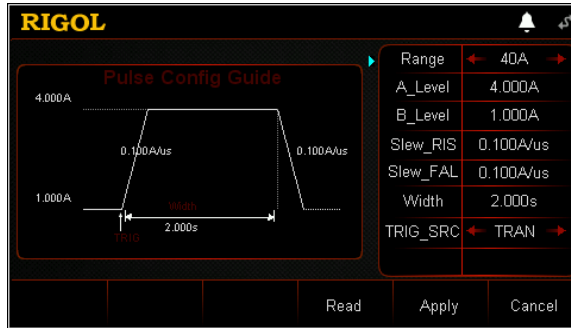 RIGOL
Pulse Config Guide
4.000A
0.100A/us
0.100A/us
1.000A
Width
2.000s
TRIG
Range 40A
A_Level 4.000A
B_Level 1.000A
Slew_RIS 0.100A/us
Slew_FAL 0.100A/us
Width 2.000s
TRIG_SRC TRAN
Read Apply Cancel